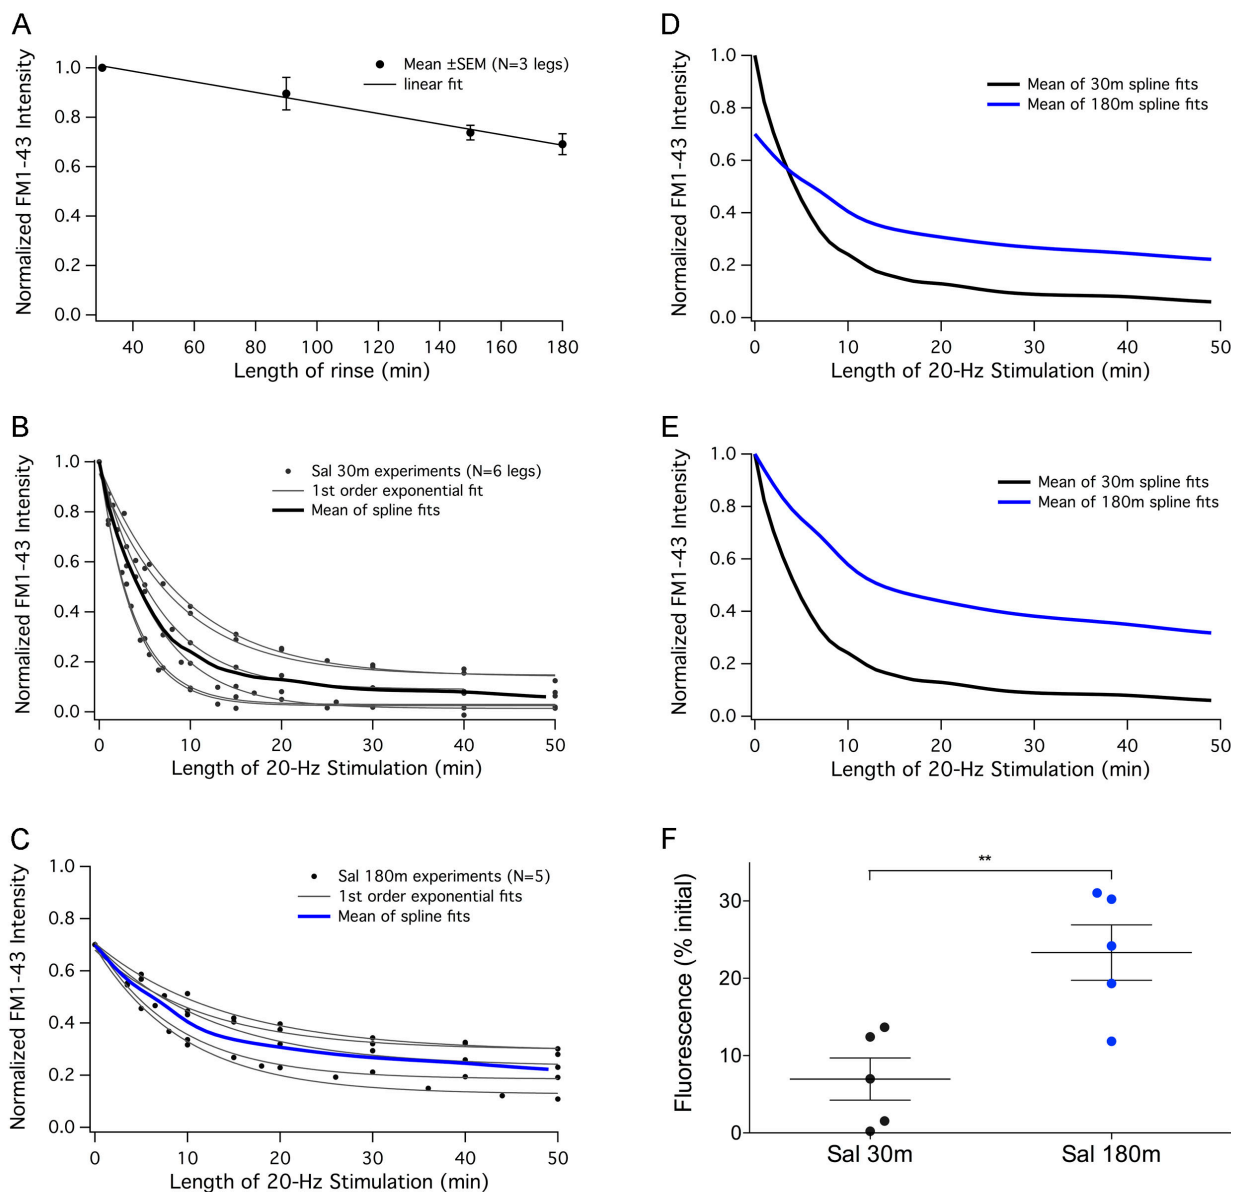 A
Normalized FM1-43 Intensity
1.0
0.8
0.6
0.4
0.2
0.0
Mean ±SEM (N=3 legs)
linear fit
40 60 80 100 120 140 160 180
Length of rinse (min)
B
Normalized FM1-43 Intensity
1.0
0.8
0.6
0.4
0.2
0.0
Sal 30m experiments (N=6 legs)
1st order exponential fit
Mean of spline fits
0 10 20 30 40 50
Length of 20-Hz Stimulation (min)
C
Normalized FM1-43 Intensity
1.0
0.8
0.6
0.4
0.2
0.0
Sal 180m experiments (N=5)
1st order exponential fits
Mean of spline fits
0 10 20 30 40 50
Length of 20-Hz Stimulation (min)
D
Normalized FM1-43 Intensity
1.0
0.8
0.6
0.4
0.2
0.0
Mean of 30m spline fits
Mean of 180m spline fits
0 10 20 30 40 50
Length of 20-Hz Stimulation (min)
E
Normalized FM1-43 Intensity
1.0
0.8
0.6
0.4
0.2
0.0
Mean of 30m spline fits
Mean of 180m spline fits
0 10 20 30 40 50
Length of 20-Hz Stimulation (min)
F
Fluorescence (% initial)
30
20
10
0
**
Sal 30m Sal 180m